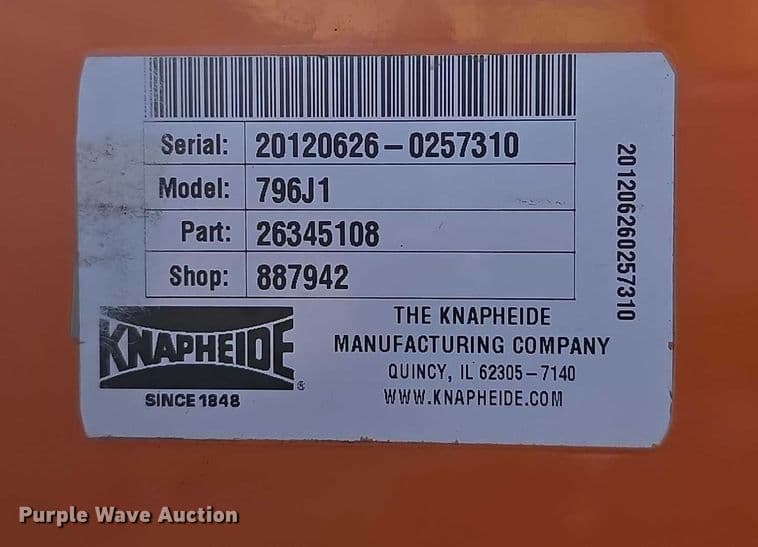 Serial: 20120626-0257310
Model: 796J1
Part: 26345108
Shop: 887942
201206260257310
KNAPHEIDE ®
SINCE 1848
THE KNAPHEIDE
MANUFACTURING COMPANY
QUINCY, IL 62305-7140
WWW.KNAPHEIDE.COM
Purple Wave Auction